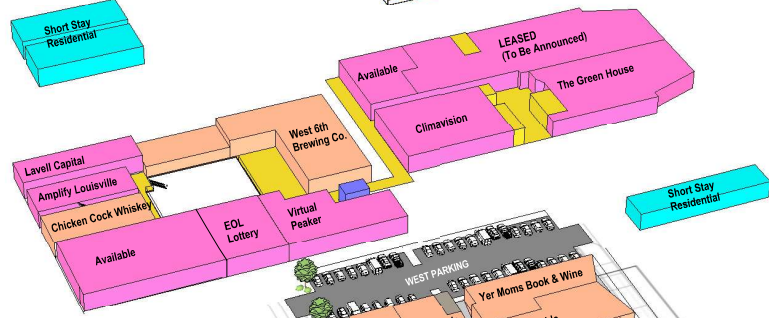 Short Stay
Residential
LEASED
(To Be Announced)
Available
The Green House
Climavision
West 6th
Brewing Co.
Lavell Capital
Amplify Louisville
Chicken Cock Whiskey
Available
EOL
Lottery
Virtual
Peaker
Short Stay
Residential
WEST PARKING
Yer Moms Book & Wine